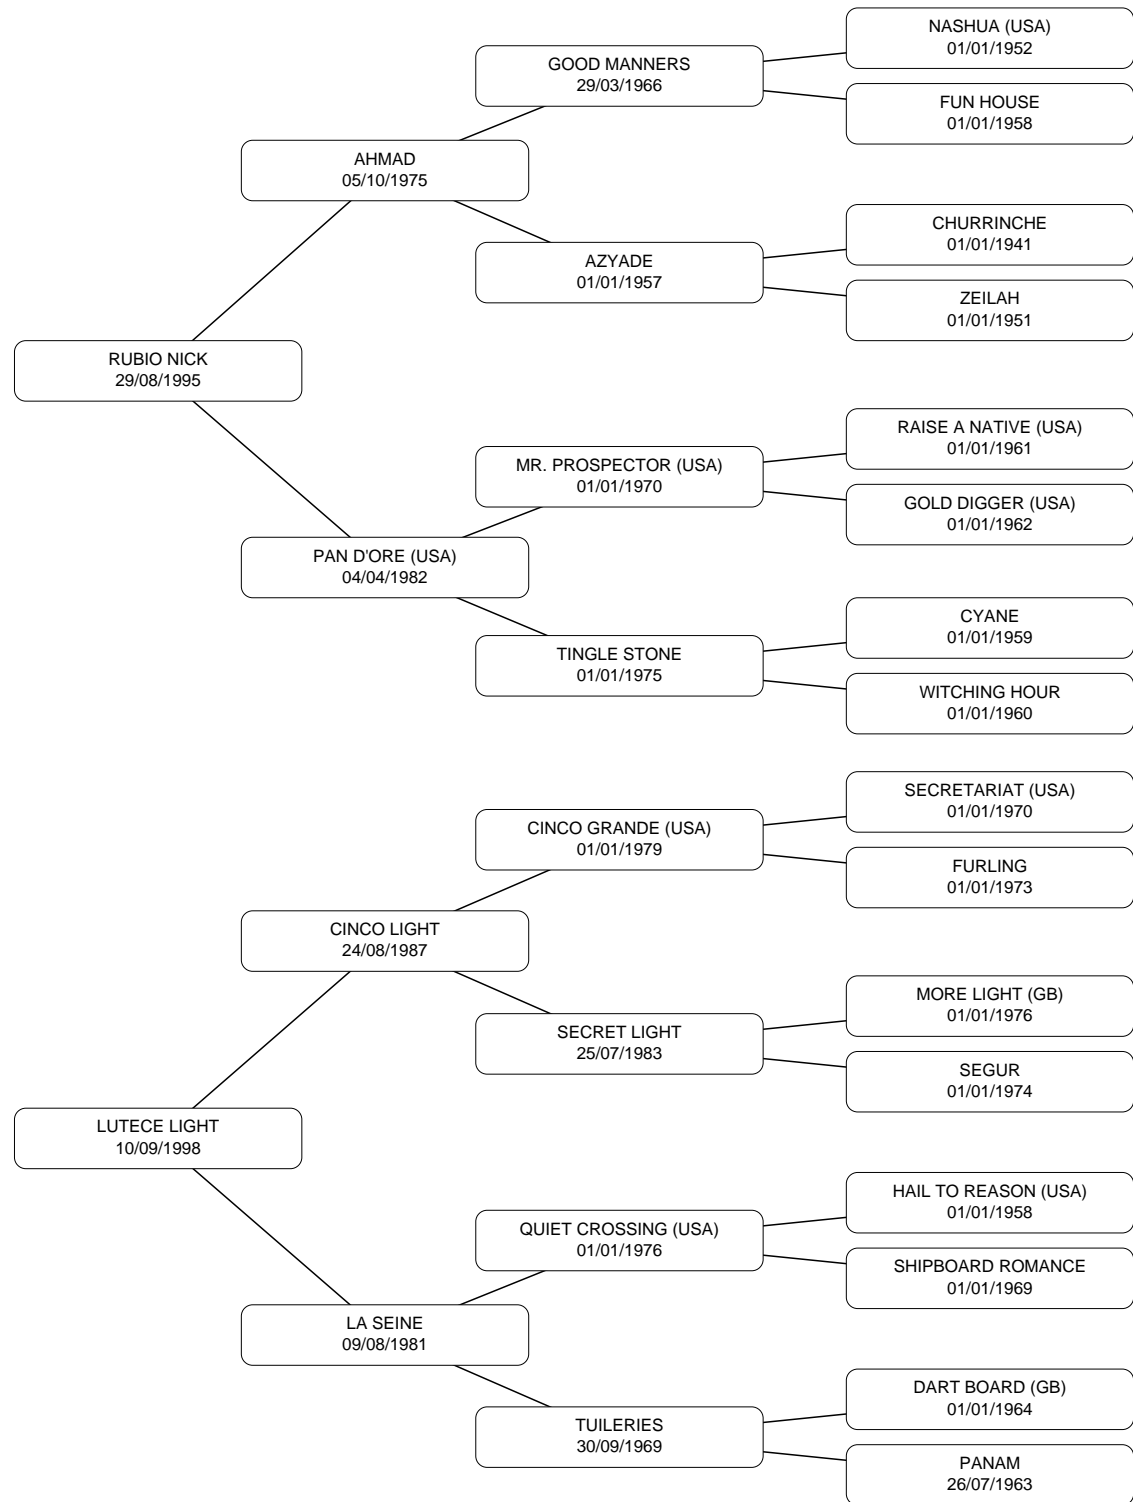 NASHUA (USA)
01/01/1952
GOOD MANNERS
29/03/1966
FUN HOUSE
01/01/1958
AHMAD
05/10/1975
CHURRINCHE
01/01/1941
AZYADE
01/01/1957
ZEILAH
01/01/1951
RUBIO NICK
29/08/1995
RAISE A NATIVE (USA)
01/01/1961
MR. PROSPECTOR (USA)
01/01/1970
GOLD DIGGER (USA)
01/01/1962
PAN D'ORE (USA)
04/04/1982
CYANE
01/01/1959
TINGLE STONE
01/01/1975
WITCHING HOUR
01/01/1960
SECRETARIAT (USA)
01/01/1970
CINCO GRANDE (USA)
01/01/1979
FURLING
01/01/1973
CINCO LIGHT
24/08/1987
MORE LIGHT (GB)
01/01/1976
SECRET LIGHT
25/07/1983
SEGUR
01/01/1974
LUTECE LIGHT
10/09/1998
HAIL TO REASON (USA)
01/01/1958
QUIET CROSSING (USA)
01/01/1976
SHIPBOARD ROMANCE
01/01/1969
LA SEINE
09/08/1981
DART BOARD (GB)
01/01/1964
TUILERIES
30/09/1969
PANAM
26/07/1963